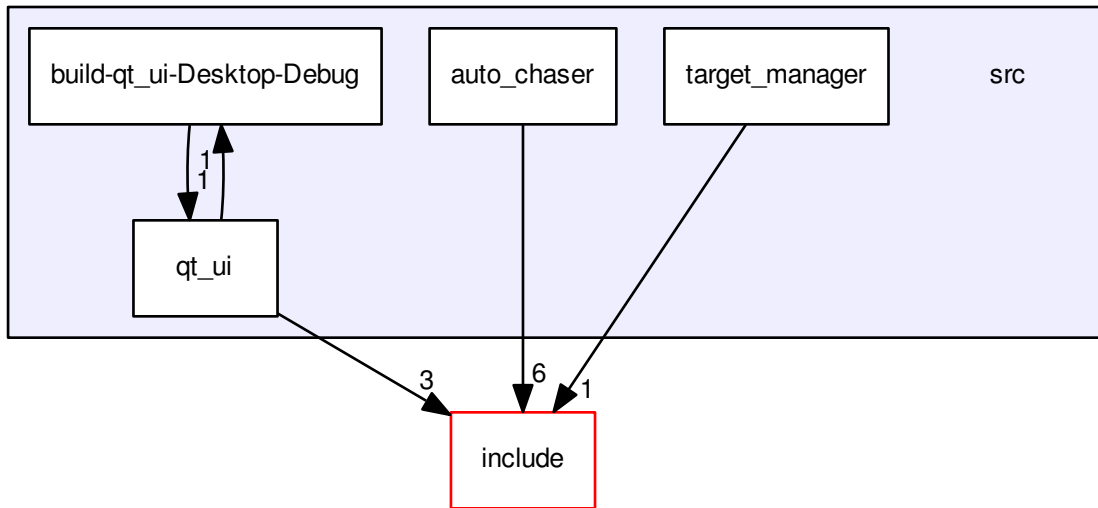 build-qt_ui-Desktop-Debug
auto_chaser
target_manager
src
1
1
qt_ui
3
6
1
include